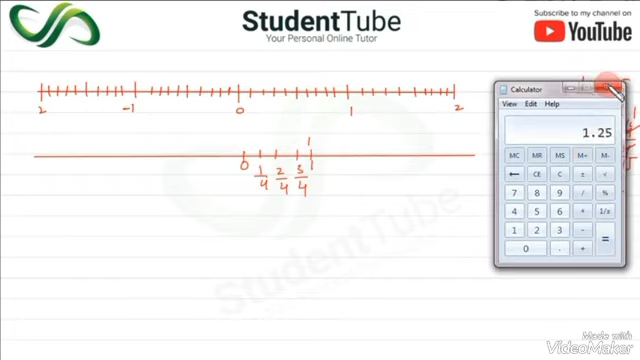 StudentTube
Your Personal Online Tutor
Subscribe to my channel on
YouTube
2 -1 0 1 2
0 1/4 2/4 3/4 1
StudentTube
Calculator
View Edit Help
1.25
MC MR MS M+ M-
← CE C ± √
7 8 9 / %
4 5 6 * 1/x
1 2 3 - =
0 . +
Made with
VideoMaker